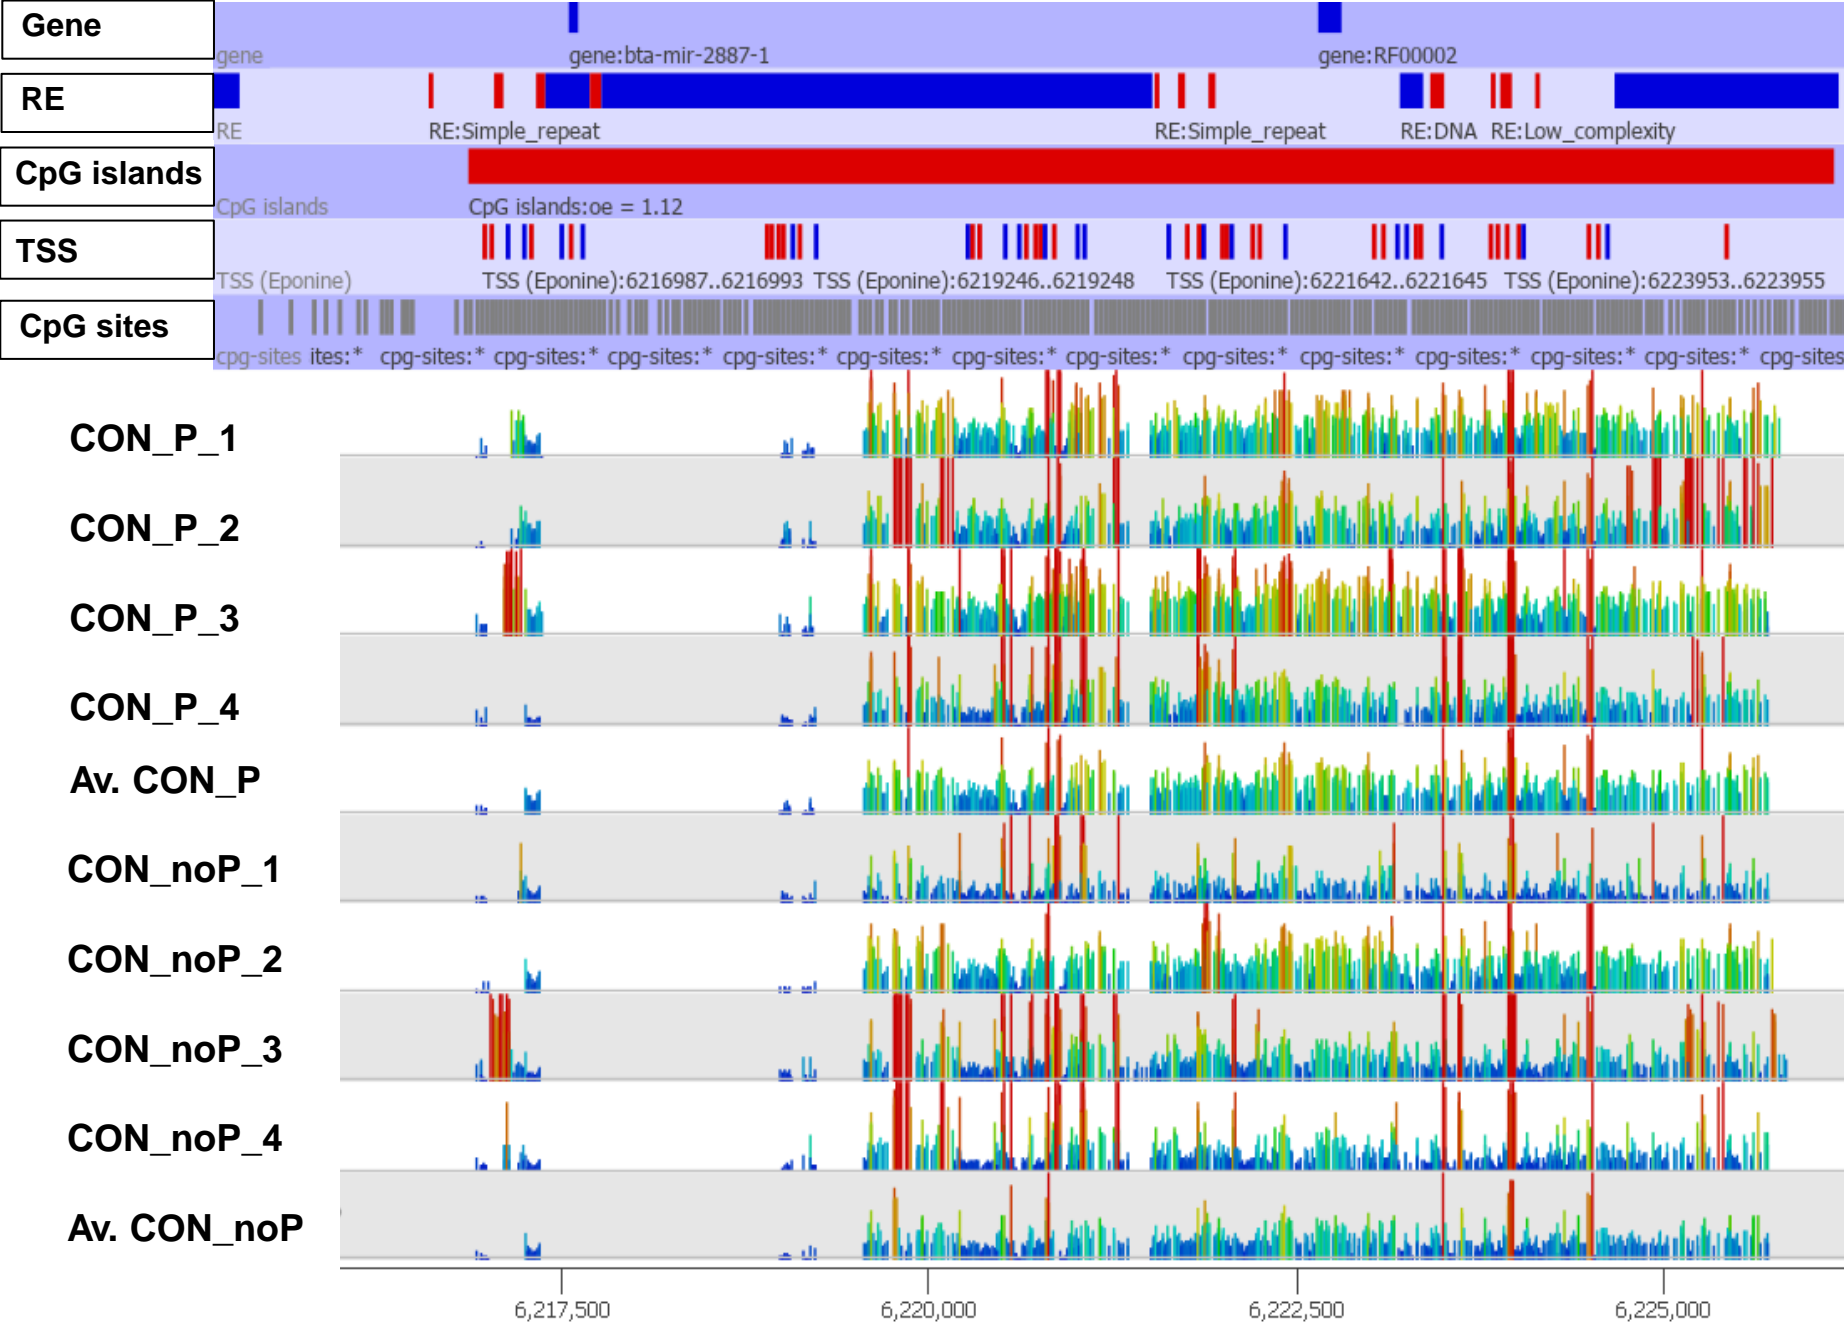 Gene
gene
gene:bta-mir-2887-1
gene:RF00002
RE
RE
RE:Simple_repeat
RE:Simple_repeat
RE:DNA
RE:Low_complexity
CpG islands
CpG islands
CpG islands:oe = 1.12
TSS
TSS (Eponine)
TSS (Eponine):6216987..6216993
TSS (Eponine):6219246..6219248
TSS (Eponine):6221642..6221645
TSS (Eponine):6223953..6223955
CpG sites
cpg-sites ites:* cpg-sites:* cpg-sites:* cpg-sites:* cpg-sites:* cpg-sites:* cpg-sites:* cpg-sites:* cpg-sites:* cpg-sites:* cpg-sites:* cpg-sites:* cpg-sites:* cpg-sites
CON_P_1
CON_P_2
CON_P_3
CON_P_4
Av. CON_P
CON_noP_1
CON_noP_2
CON_noP_3
CON_noP_4
Av. CON_noP
6,217,500
6,220,000
6,222,500
6,225,000